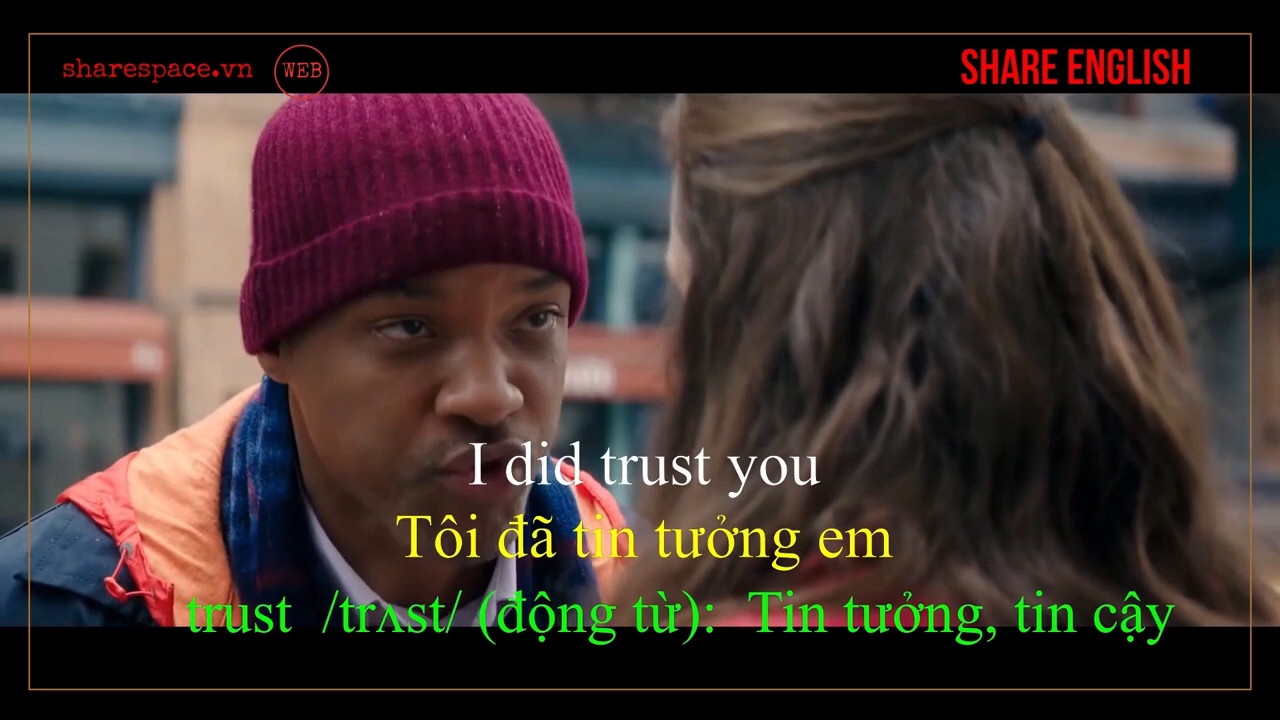 sharespace.vn WEB SHARE ENGLISH
I did trust you
Tôi đã tin tưởng em
trust /trʌst/ (động từ): Tin tưởng, tin cậy